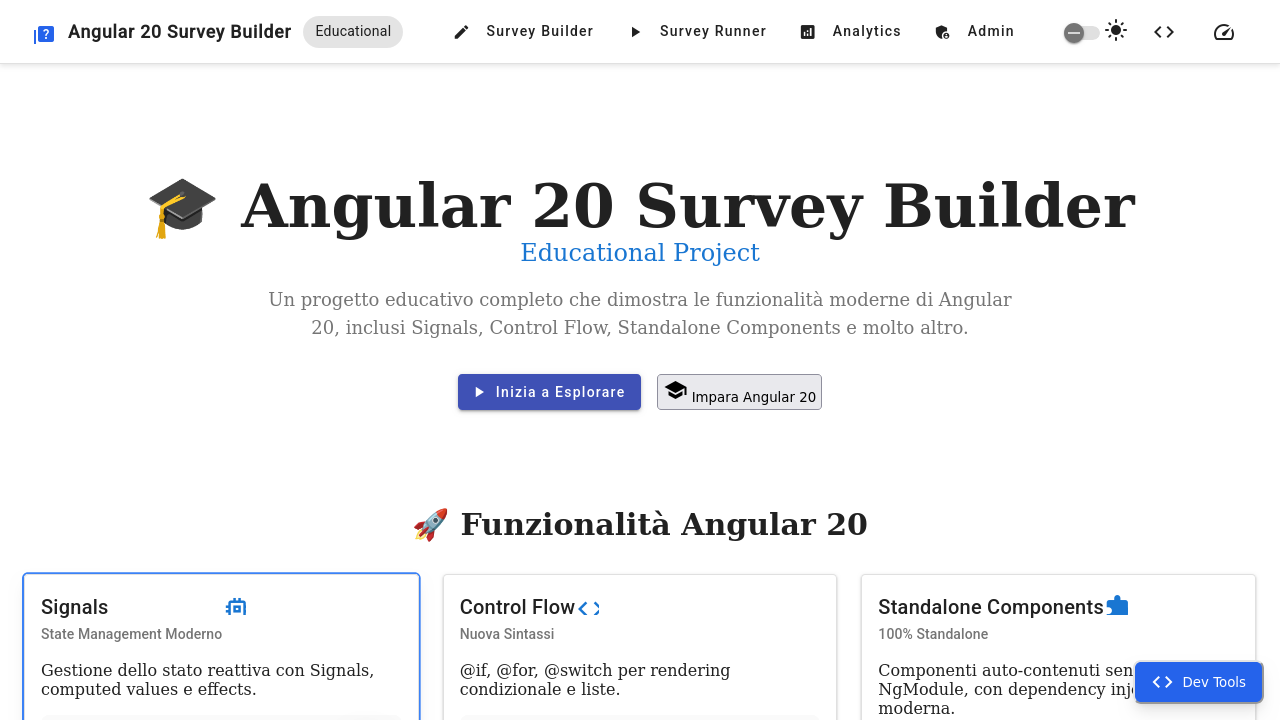 Angular 20 Survey Builder
Educational
Survey Builder
Survey Runner
Analytics
Admin
🎓 Angular 20 Survey Builder
Educational Project
Un progetto educativo completo che dimostra le funzionalità moderne di Angular
20, inclusi Signals, Control Flow, Standalone Components e molto altro.
Inizia a Esplorare
Impara Angular 20
🚀 Funzionalità Angular 20
Signals
State Management Moderno
Gestione dello stato reattiva con Signals,
computed values e effects.
Control Flow
Nuova Sintassi
@if, @for, @switch per rendering
condizionale e liste.
Standalone Components
100% Standalone
Componenti auto-contenuti
NgModule, con dependency
moderna.
Dev Tools